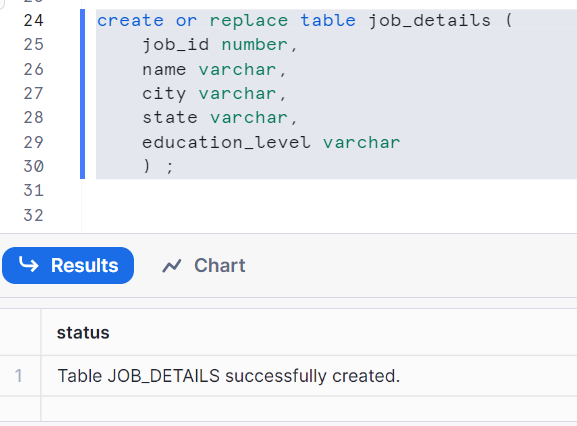 24 create or replace table job_details (
25 job_id number,
26 name varchar,
27 city varchar,
28 state varchar,
29 education_level varchar
30 ) ;
31
32
Results Chart
status
1 Table JOB_DETAILS successfully created.